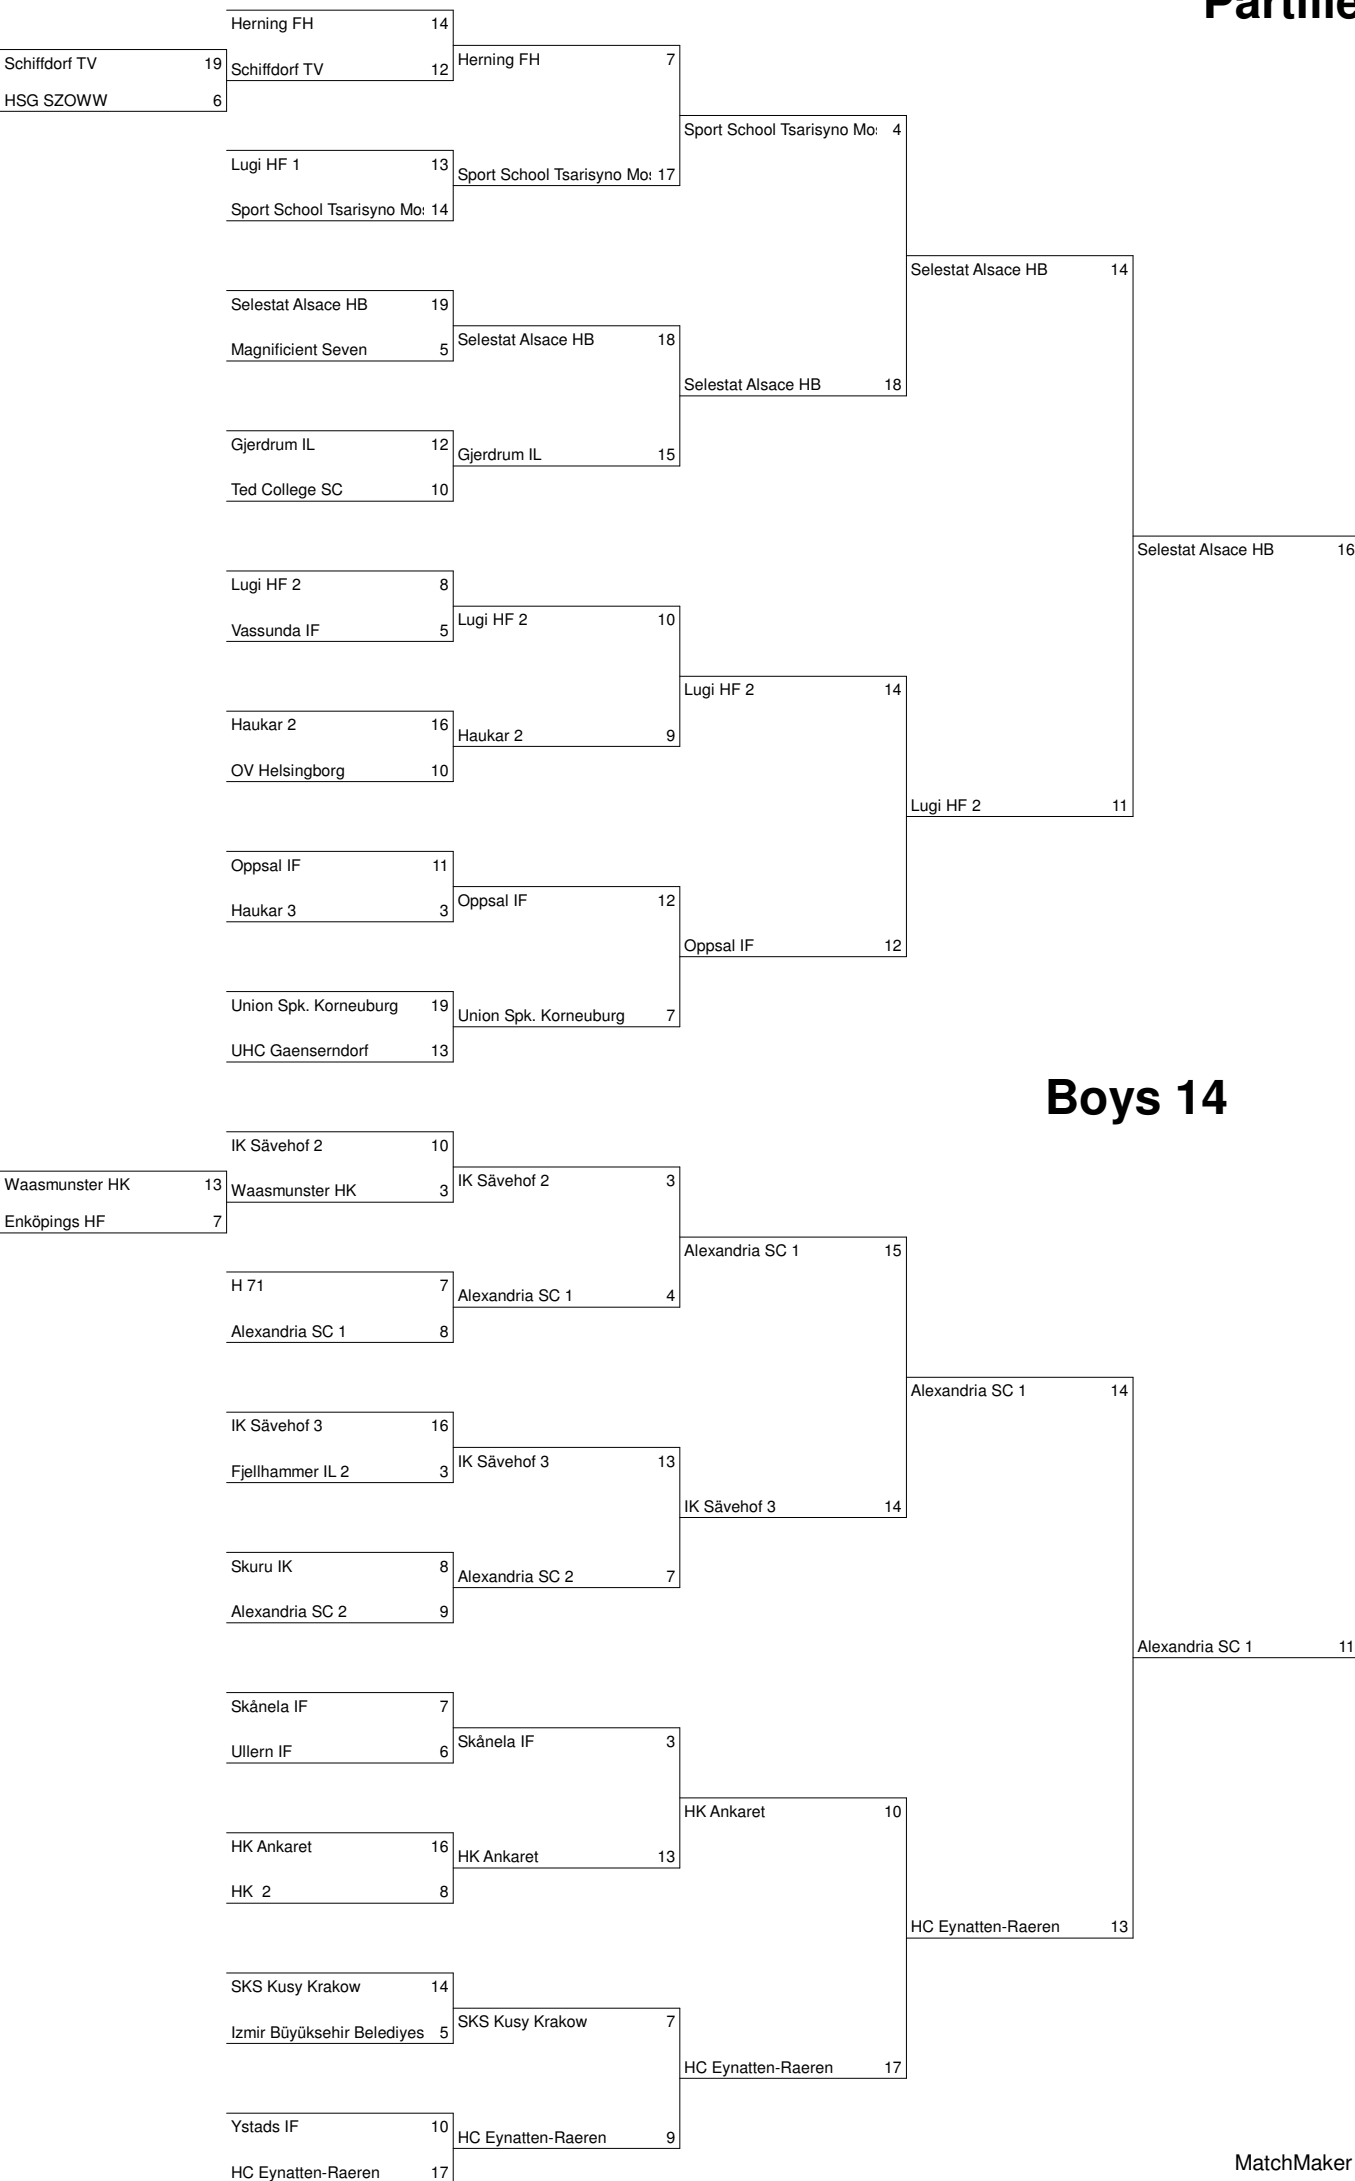 Herning FH 14
Schiffdorf TV 19
Schiffdorf TV 12
Herning FH 7
HSG SZOWW 6
Sport School Tsarisyno Mo 4
Lugi HF 1 13
Sport School Tsarisyno Mo 17
Sport School Tsarisyno Mo 14
Selestat Alsace HB 14
Selestat Alsace HB 19
Selestat Alsace HB 18
Magnificient Seven 5
Selestat Alsace HB 18
Gjerdrum IL 12
Gjerdrum IL 15
Ted College SC 10
Selestat Alsace HB 16
Lugi HF 2 8
Lugi HF 2 10
Vassunda IF 5
Lugi HF 2 14
Haukar 2 16
Haukar 2 9
OV Helsingborg 10
Lugi HF 2 11
Oppsal IF 11
Oppsal IF 12
Haukar 3 3
Oppsal IF 12
Union Spk. Korneuburg 19
Union Spk. Korneuburg 7
UHC Gaenserndorf 13
Boys 14
IK Sävehof 2 10
Waasmunster HK 13
Waasmunster HK 3
IK Sävehof 2 3
Enköpings HF 7
Alexandria SC 1 15
H 71 7
Alexandria SC 1 4
Alexandria SC 1 8
Alexandria SC 1 14
IK Sävehof 3 16
IK Sävehof 3 13
Fjellhammer IL 2 3
IK Sävehof 3 14
Skuru IK 8
Alexandria SC 2 7
Alexandria SC 2 9
Alexandria SC 1 11
Skånela IF 7
Skånela IF 3
Ullern IF 6
HK Ankaret 10
HK Ankaret 16
HK Ankaret 13
HK 2 8
HC Eynatten-Raeren 13
SKS Kusy Krakow 14
SKS Kusy Krakow 7
Izmir Büyüksehir Belediyes 5
HC Eynatten-Raeren 17
Ystads IF 10
HC Eynatten-Raeren 9
MatchMaker
HC Eynatten-Raeren 17